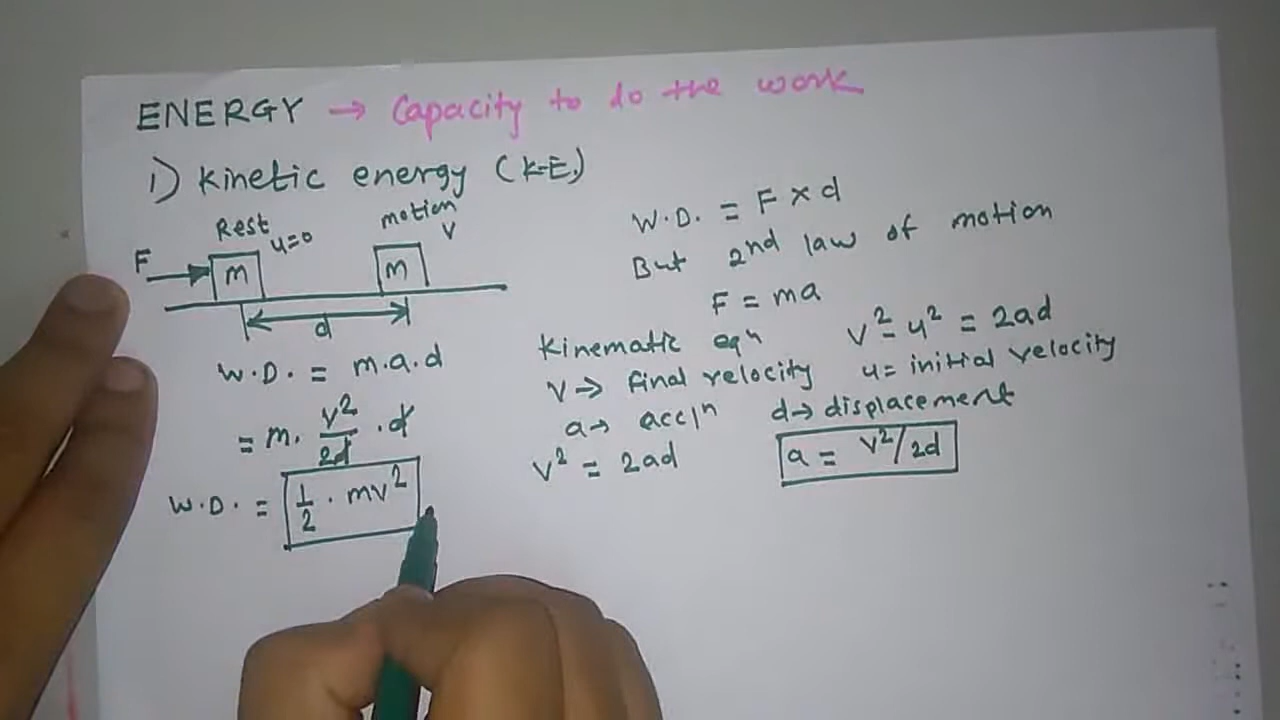 ENERGY → Capacity to do the work
1) Kinetic energy (K.E.)
Rest
u=0
motion
V
F
m
m
d
W.D. = m.a.d
= m. V²/2d .d
W.D. = 1/2 · mv²
W.D. = F × d
But 2nd law of motion
F = ma
Kinematic eqⁿ V² - u² = 2ad
V → final velocity u = initial velocity
a → accⁿ d → displacement
V² = 2ad a = V²/2d